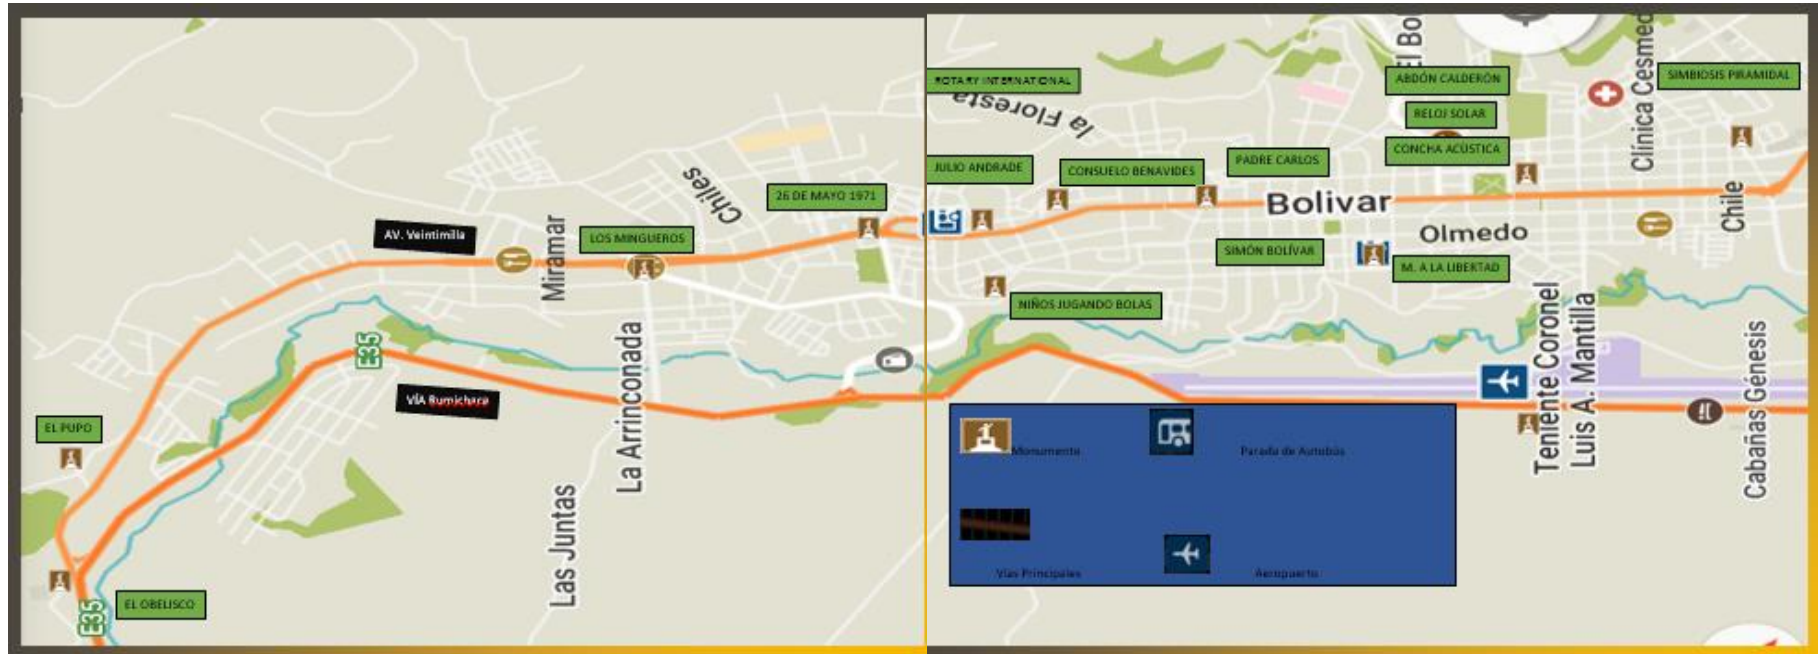 El Bo
Clínica Cesmed
ROTARY INTERNATIONAL
ABDÓN CALDERÓN
SIMBIOSIS PIRAMIDAL
la Floresta
RELOJ SOLAR
CONCHA ACÚSTICA
JULIO ANDRADE
CONSUELO BENAVIDES
PADRE CARLOS
Chiles
26 DE MAYO 1971
Bolivar
Chile
AV. Veintimilla
Miramar
LOS MINGUEROS
Olmedo
SIMÓN BOLÍVAR
M. A LA LIBERTAD
NIÑOS JUGANDO BOLAS
E35
La Arrinconada
Teniente Coronel
Luis A. Mantilla
Cabañas Génesis
VÍA Rumichaca
EL PUPO
Monumento
Parada de Autobús
Las Juntas
Vías Principales
Aeropuerto
EL OBELISCO
E35